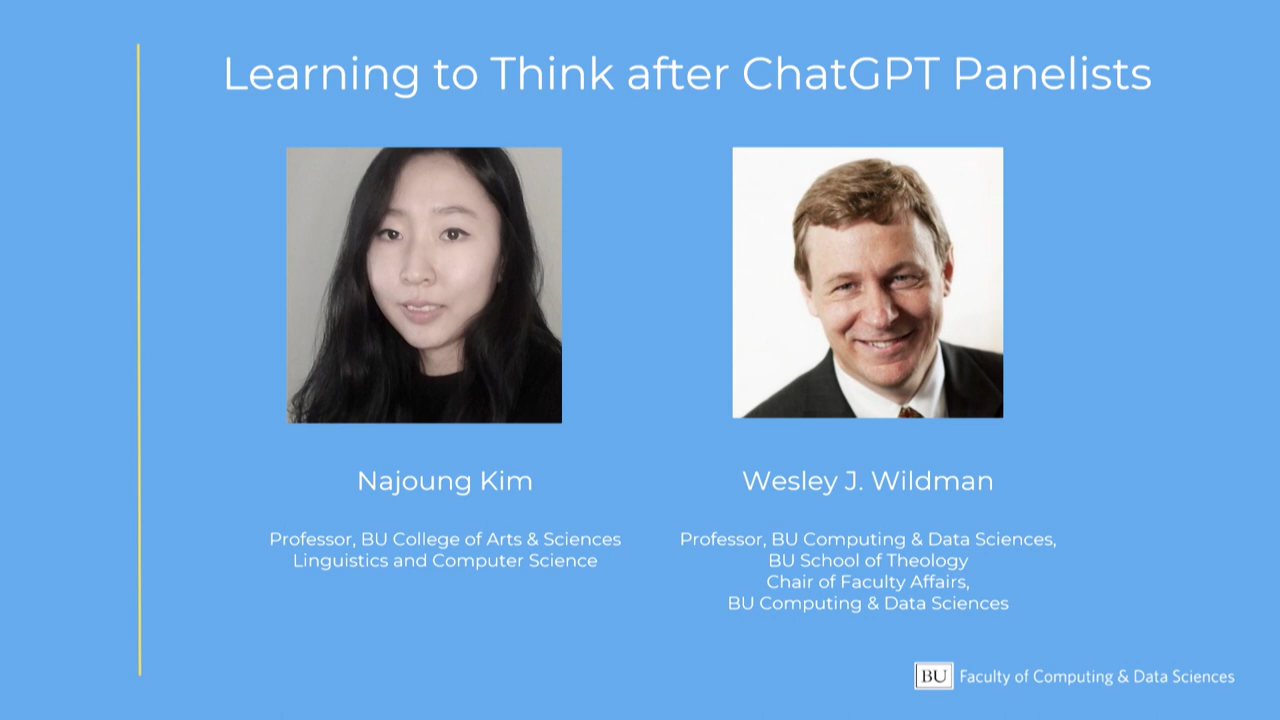 Learning to Think after ChatGPT Panelists
Najoung Kim
Professor, BU College of Arts & Sciences
Linguistics and Computer Science
Wesley J. Wildman
Professor, BU Computing & Data Sciences,
BU School of Theology
Chair of Faculty Affairs,
BU Computing & Data Sciences
BU Faculty of Computing & Data Sciences